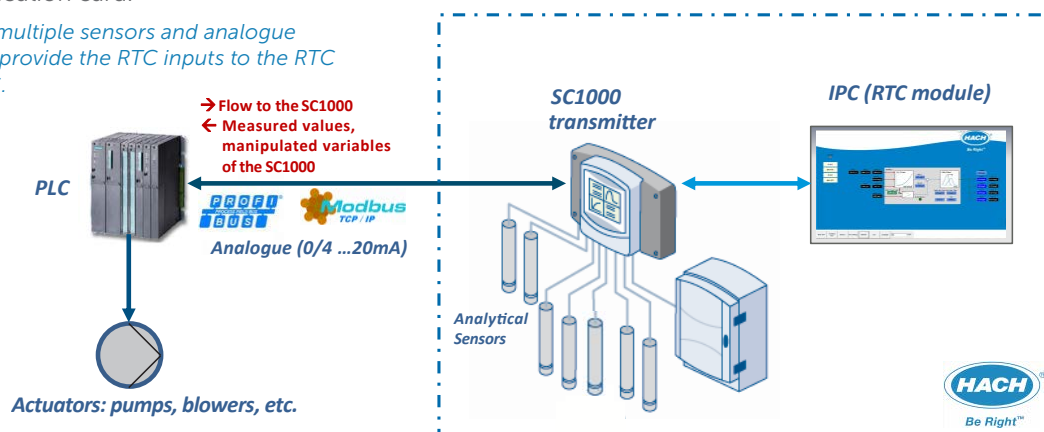 multiple sensors and analogue
provide the RTC inputs to the RTC
→ Flow to the SC1000
← Measured values,
manipulated variables
of the SC1000
PLC
PROFI
BUS
Modbus
TCP / IP
Analogue (0/4 ...20mA)
Actuators: pumps, blowers, etc.
SC1000
transmitter
IPC (RTC module)
HACH
Be Right™
Analytical
Sensors
HACH®
Be Right™